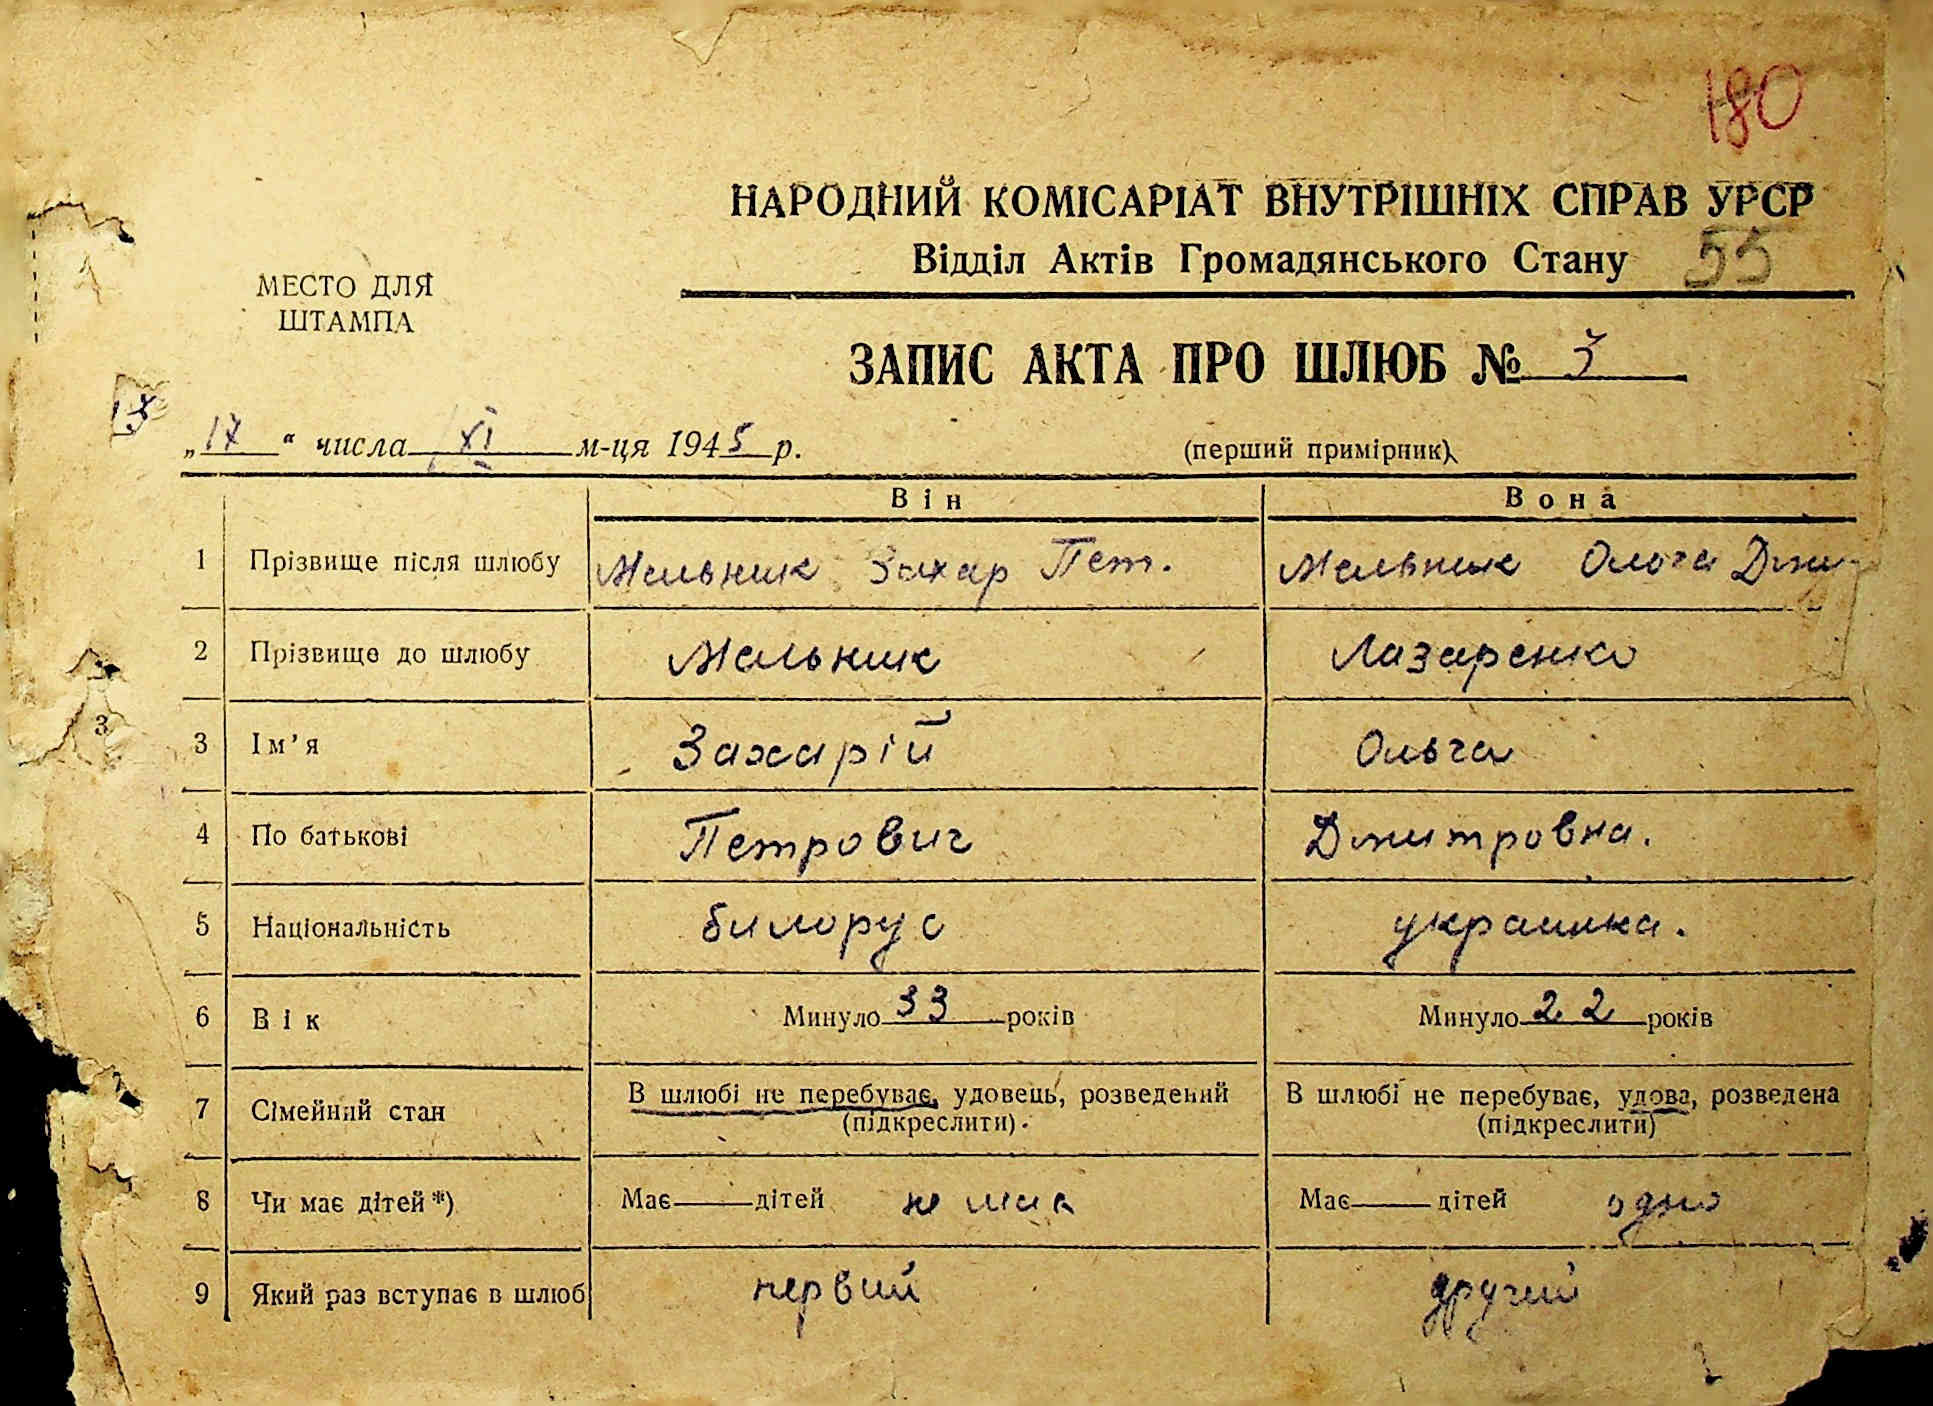 180
НАРОДНИЙ КОМІСАРІАТ ВНУТРІШНІХ СПРАВ УРСР
Відділ Актів Громадянського Стану 55
МЕСТО ДЛЯ
ШТАМПА
ЗАПИС АКТА ПРО ШЛЮБ № 3
„17“ числа XI м-ця 1945 р. (перший примірник)
Він Вона
1 Прізвище після шлюбу Мельник Захар Пет. Мельник Ольга Дми-
2 Прізвище до шлюбу Мельник Лазаренко
3 Ім'я Захарій Ольга
4 По батькові Петрович Дмитровна.
5 Національність билорус украинка.
6 Вік Минуло 33 років Минуло 22 років
7 Сімейний стан В шлюбі не перебуває, удовець, розведений В шлюбі не перебуває, удова, розведена
(підкреслити). (підкреслити)
8 Чи має дітей*) Має дітей не має Має дітей одно
9 Який раз вступає в шлюб первий другий
3